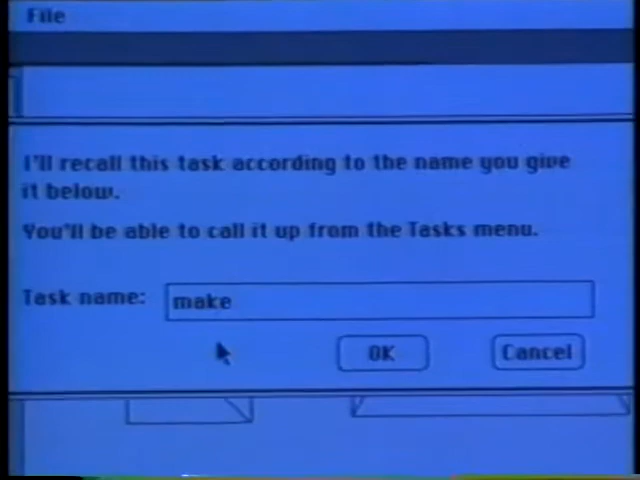 File
I'll recall this task according to the name you give
it below.
You'll be able to call it up from the Tasks menu.
Task name: make
OK Cancel